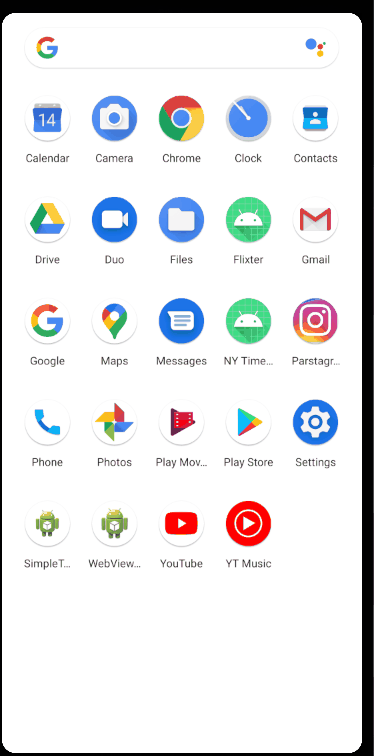 14
Calendar Camera Chrome Clock Contacts
Drive Duo Files Flixter Gmail
Google Maps Messages NY Time... Parstagr...
Phone Photos Play Mov... Play Store Settings
SimpleT... WebView... YouTube YT Music